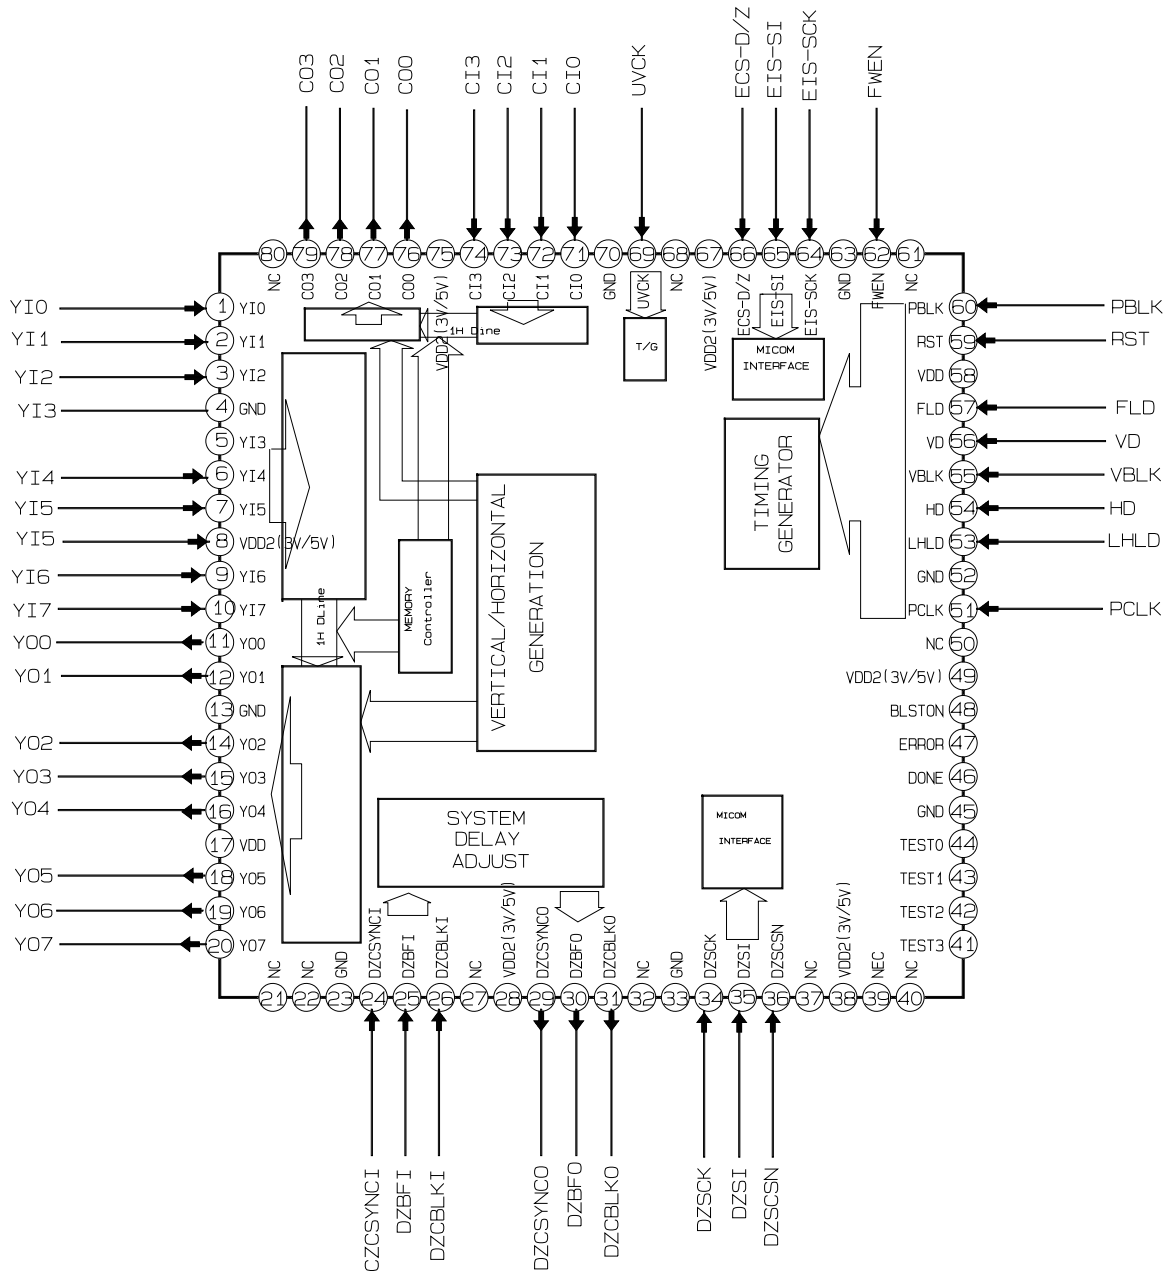 CO3
CO2
CO1
CO0
CI3
CI2
CI1
CI0
UVCK
ECS-D/Z
EIS-SI
EIS-SCK
FWEN
80
79
78
77
76
75
74
73
72
71
70
69
68
67
66
65
64
63
62
61
NC
CO3
CO2
CO1
CO0
VDD2(3V/5V)
CI3
CI2
CI1
CI0
GND
UVCK
NC
VDD2(3V/5V)
ECS-D/Z
EIS-SI
EIS-SCK
GND
FWEN
NC
YI0
1
YI0
YI1
2
YI1
YI2
3
YI2
YI3
4
GND
5
YI3
YI4
6
YI4
YI5
7
YI5
YI5
8
VDD2(3V/5V)
YI6
9
YI6
YI7
10
YI7
YO0
11
YO0
YO1
12
YO1
13
GND
YO2
14
YO2
YO3
15
YO3
YO4
16
YO4
17
VDD
YO5
18
YO5
YO6
19
YO6
YO7
20
YO7
1H Dine
T/G
MICOM
INTERFACE
TIMING
GENERATOR
VERTICAL/HORIZONTAL
GENERATION
MEMORY
Controller
1H DLime
SYSTEM
DELAY
ADJUST
MICOM
INTERFACE
PBLK
60
PBLK
RST
59
RST
VDD
58
FLD
57
FLD
VD
56
VD
VBLK
55
VBLK
HD
54
HD
LHLD
53
LHLD
GND
52
PCLK
51
PCLK
NC
50
VDD2(3V/5V)
49
BLSTON
48
ERROR
47
DONE
46
GND
45
TEST0
44
TEST1
43
TEST2
42
TEST3
41
NC
NC
GND
DZCSYNCI
DZBFI
DZCBLKI
NC
VDD2(3V/5V)
DZCSYNCO
DZBFO
DZCBLKO
NC
GND
DZSCK
DZSI
DZSCSN
NC
VDD2(3V/5V)
NEC
NC
21
22
23
24
25
26
27
28
29
30
31
32
33
34
35
36
37
38
39
40
CZCSYNCI
DZBFI
DZCBLKI
DZCSYNCO
DZBFO
DZCBLKO
DZSCK
DZSI
DZSCSN